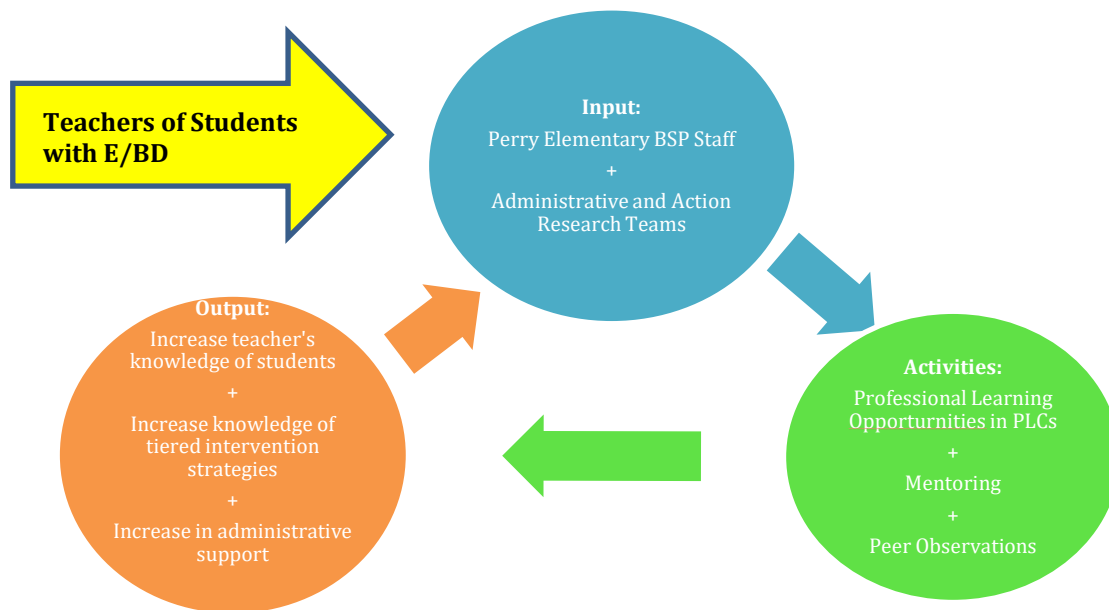 Teachers of Students
with E/BD
Input:
Perry Elementary BSP Staff
+
Administrative and Action
Research Teams
Activities:
Professional Learning
Opporturnities in PLCs
+
Mentoring
+
Peer Observations
Output:
Increase teacher's
knowledge of students
+
Increase knowledge of
tiered intervention
strategies
+
Increase in administrative
support